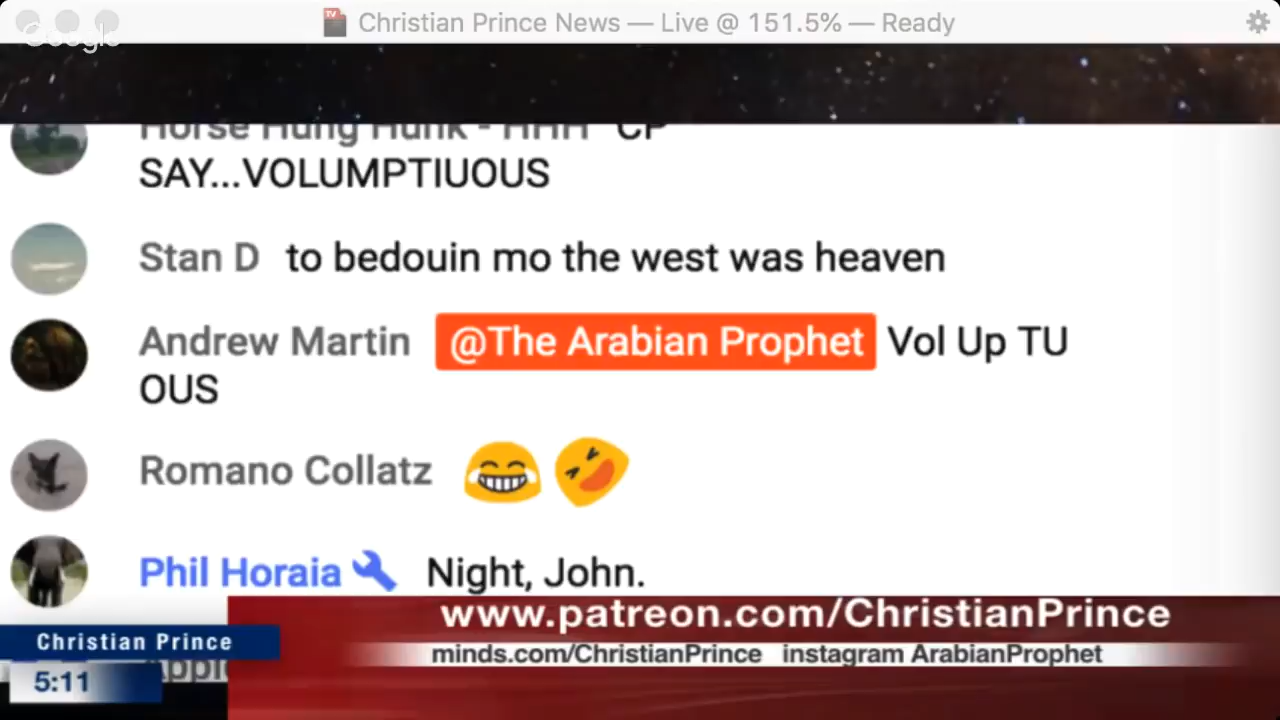 Christian Prince News — Live @ 151.5% — Ready
Google
Horse Hung Hunk - HHH CP
SAY...VOLUMPTIUOUS
Stan D to bedouin mo the west was heaven
Andrew Martin @The Arabian Prophet Vol Up TU
OUS
Romano Collatz 😂 🤣
Phil Horaia Night, John.
www.patreon.com/ChristianPrince
Christian Prince
minds.com/ChristianPrince instagram ArabianProphet
5:11